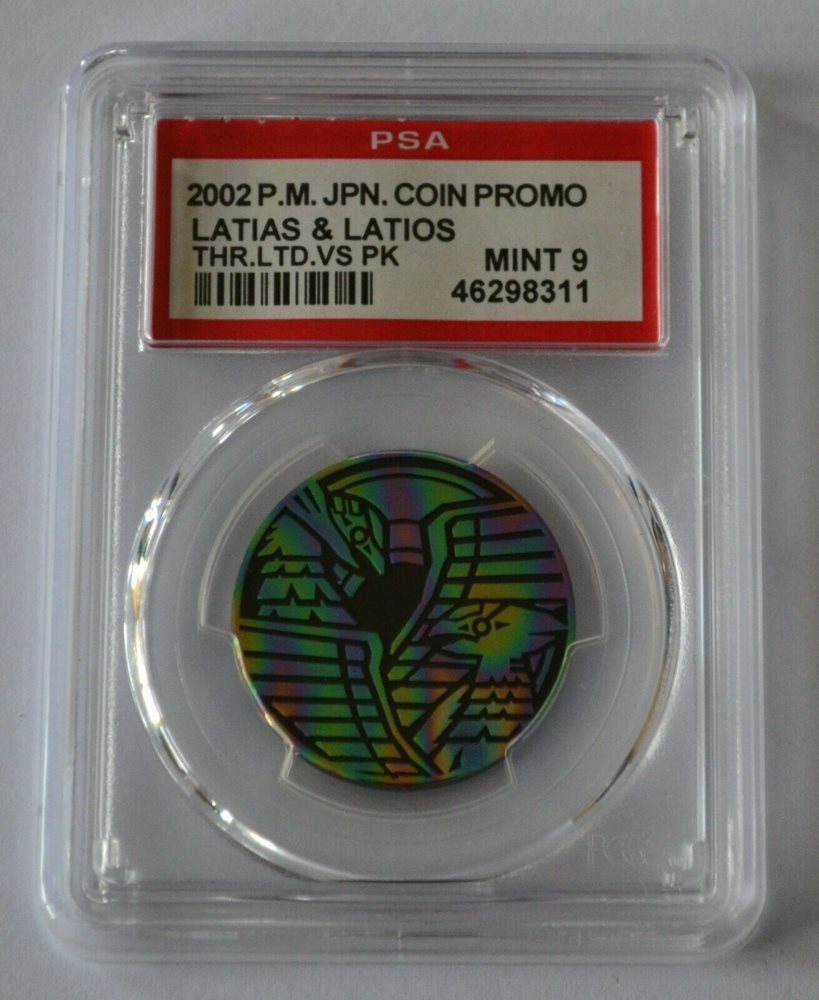 PSA
2002 P.M. JPN. COIN PROMO
LATIAS & LATIOS
THR.LTD.VS PK
MINT 9
46298311